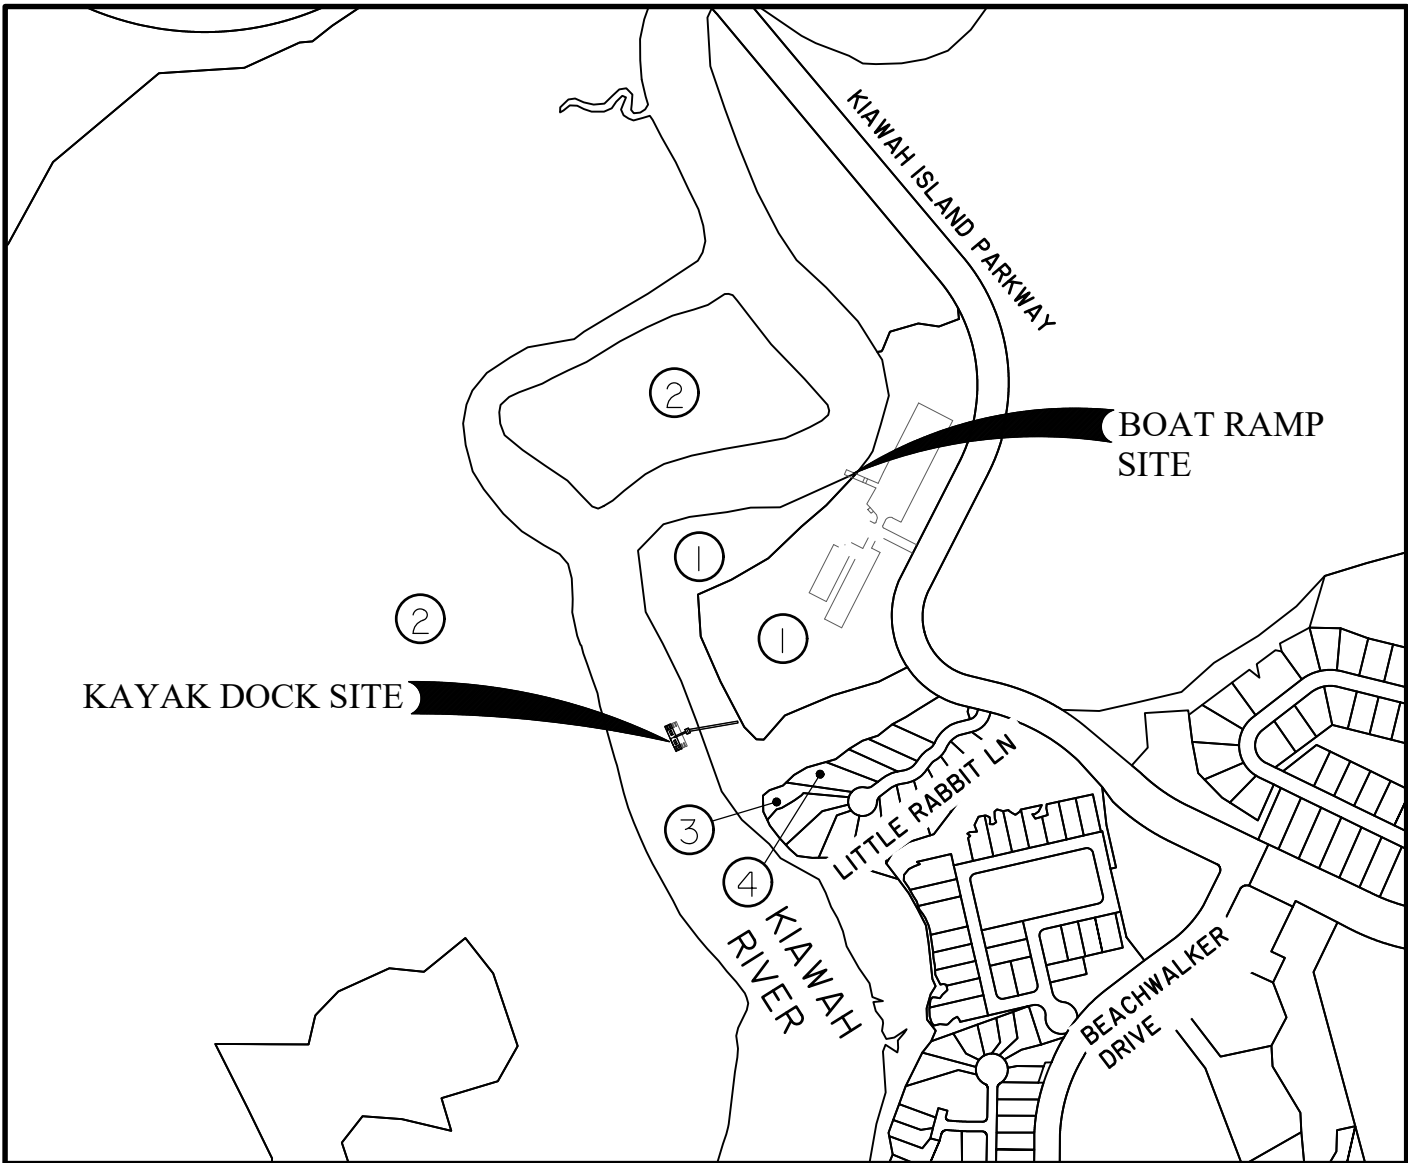 KIAWAH ISLAND PARKWAY
2
BOAT RAMP
SITE
1
2
1
KAYAK DOCK SITE
LITTLE RABBIT LN
3
4
KIAWAH
RIVER
BEACHWALKER
DRIVE